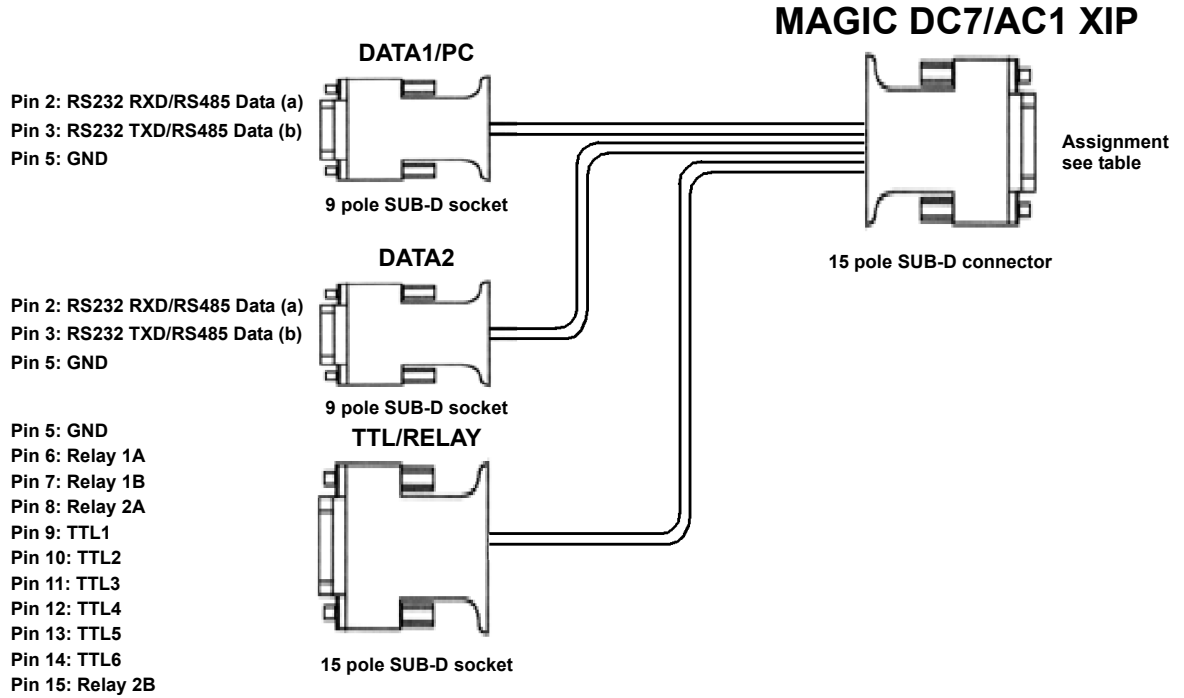 MAGIC DC7/AC1 XIP
DATA1/PC
Pin 2: RS232 RXD/RS485 Data (a)
Pin 3: RS232 TXD/RS485 Data (b)
Pin 5: GND
9 pole SUB-D socket
Assignment
see table
15 pole SUB-D connector
DATA2
Pin 2: RS232 RXD/RS485 Data (a)
Pin 3: RS232 TXD/RS485 Data (b)
Pin 5: GND
9 pole SUB-D socket
TTL/RELAY
Pin 5: GND
Pin 6: Relay 1A
Pin 7: Relay 1B
Pin 8: Relay 2A
Pin 9: TTL1
Pin 10: TTL2
Pin 11: TTL3
Pin 12: TTL4
Pin 13: TTL5
Pin 14: TTL6
Pin 15: Relay 2B
15 pole SUB-D socket